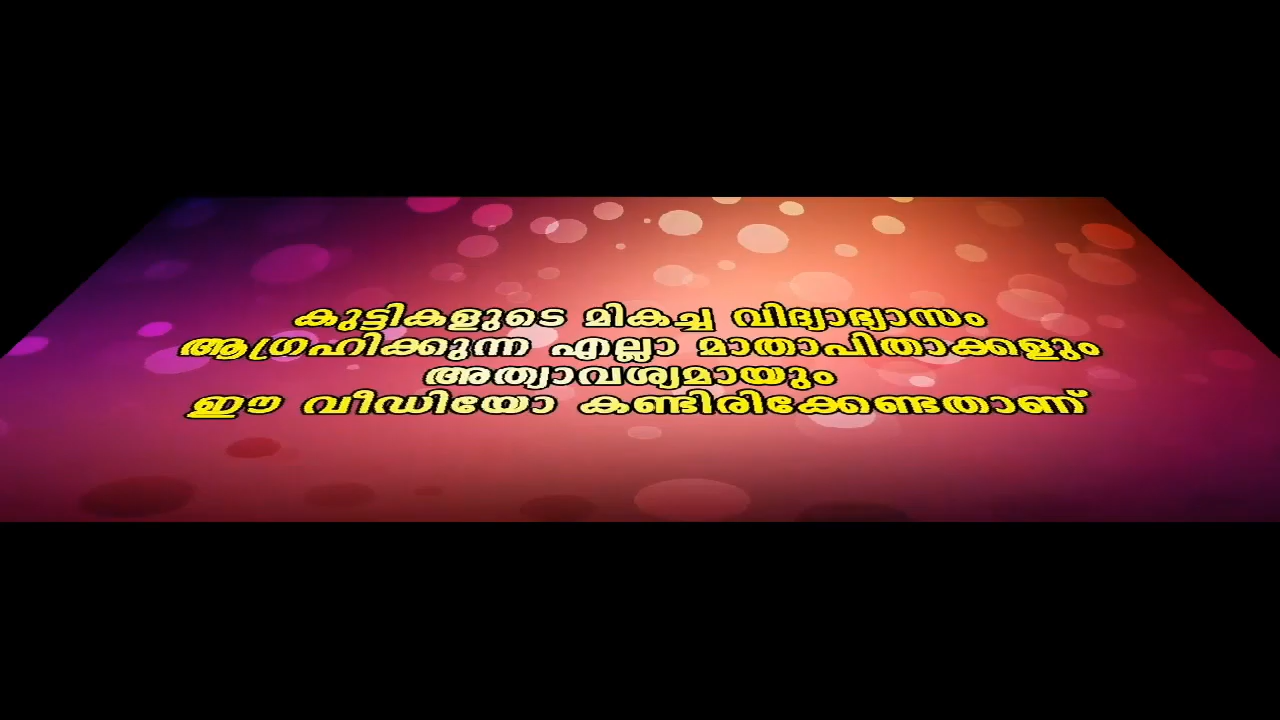 കുട്ടികളുടെ മികച്ച വിദ്യാഭ്യാസം
ആഗ്രഹിക്കുന്ന എല്ലാ മാതാപിതാക്കളും
അത്യാവശ്യമായും
ഈ വീഡിയോ കണ്ടിരിക്കേണ്ടതാണ്